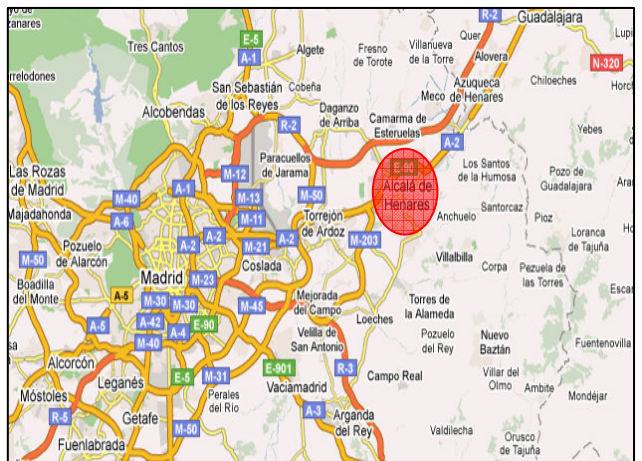 R-2
Guadalajara
nzanares
E-5
Tres Cantos
A-1
Algete
Fresno
de Torote
Villanueva
de la Torre
Quer
Alovera
Lupi
N-320
rrelodones
San Sebastián
de los Reyes
Cobeña
Chiloeches
Horch
Azuqueca
de Henares
Meco
Alcobendas
Daganzo
de Arriba
Camarma de
Esteruelas
R-2
Yebes
A-2
Las Rozas
de Madrid
M-12
Paracuellos
de Jarama
Los Santos
de la Humosa
Pozo de
Guadalajara
M-40
A-1
M-13
M-50
Alcalá de
Henares
Majadahonda
A-6
M-11
Torrejón
de Ardoz
Anchuelo
Santorcaz
Pioz
A-2
A-2
M-21
A-2
M-203
Loranca
de Tajuña
M-50
Pozuelo
de Alarcón
Coslada
Villalbilla
Corpa
Pezuela de
las Torres
Madrid
M-23
Boadilla
del Monte
A-5
M-30
M-30
M-45
Mejorada
del Campo
Torres de
la Alameda
Escar
A-5
A-42
A-4
E-90
Loeches
M-40
Velilla de
San Antonio
Pozuelo
del Rey
Nuevo
Baztán
Fuentenovilla
Alcorcón
E-901
R-3
Leganés
E-5
M-31
Vaciamadrid
Campo Real
Villar del
Olmo
Ambite
Mondéjar
Móstoles
Perales
del Río
R-5
Getafe
A-3
Arganda
del Rey
M-50
Valdilecha
Orusco
de Tajuña
Fuenlabrada